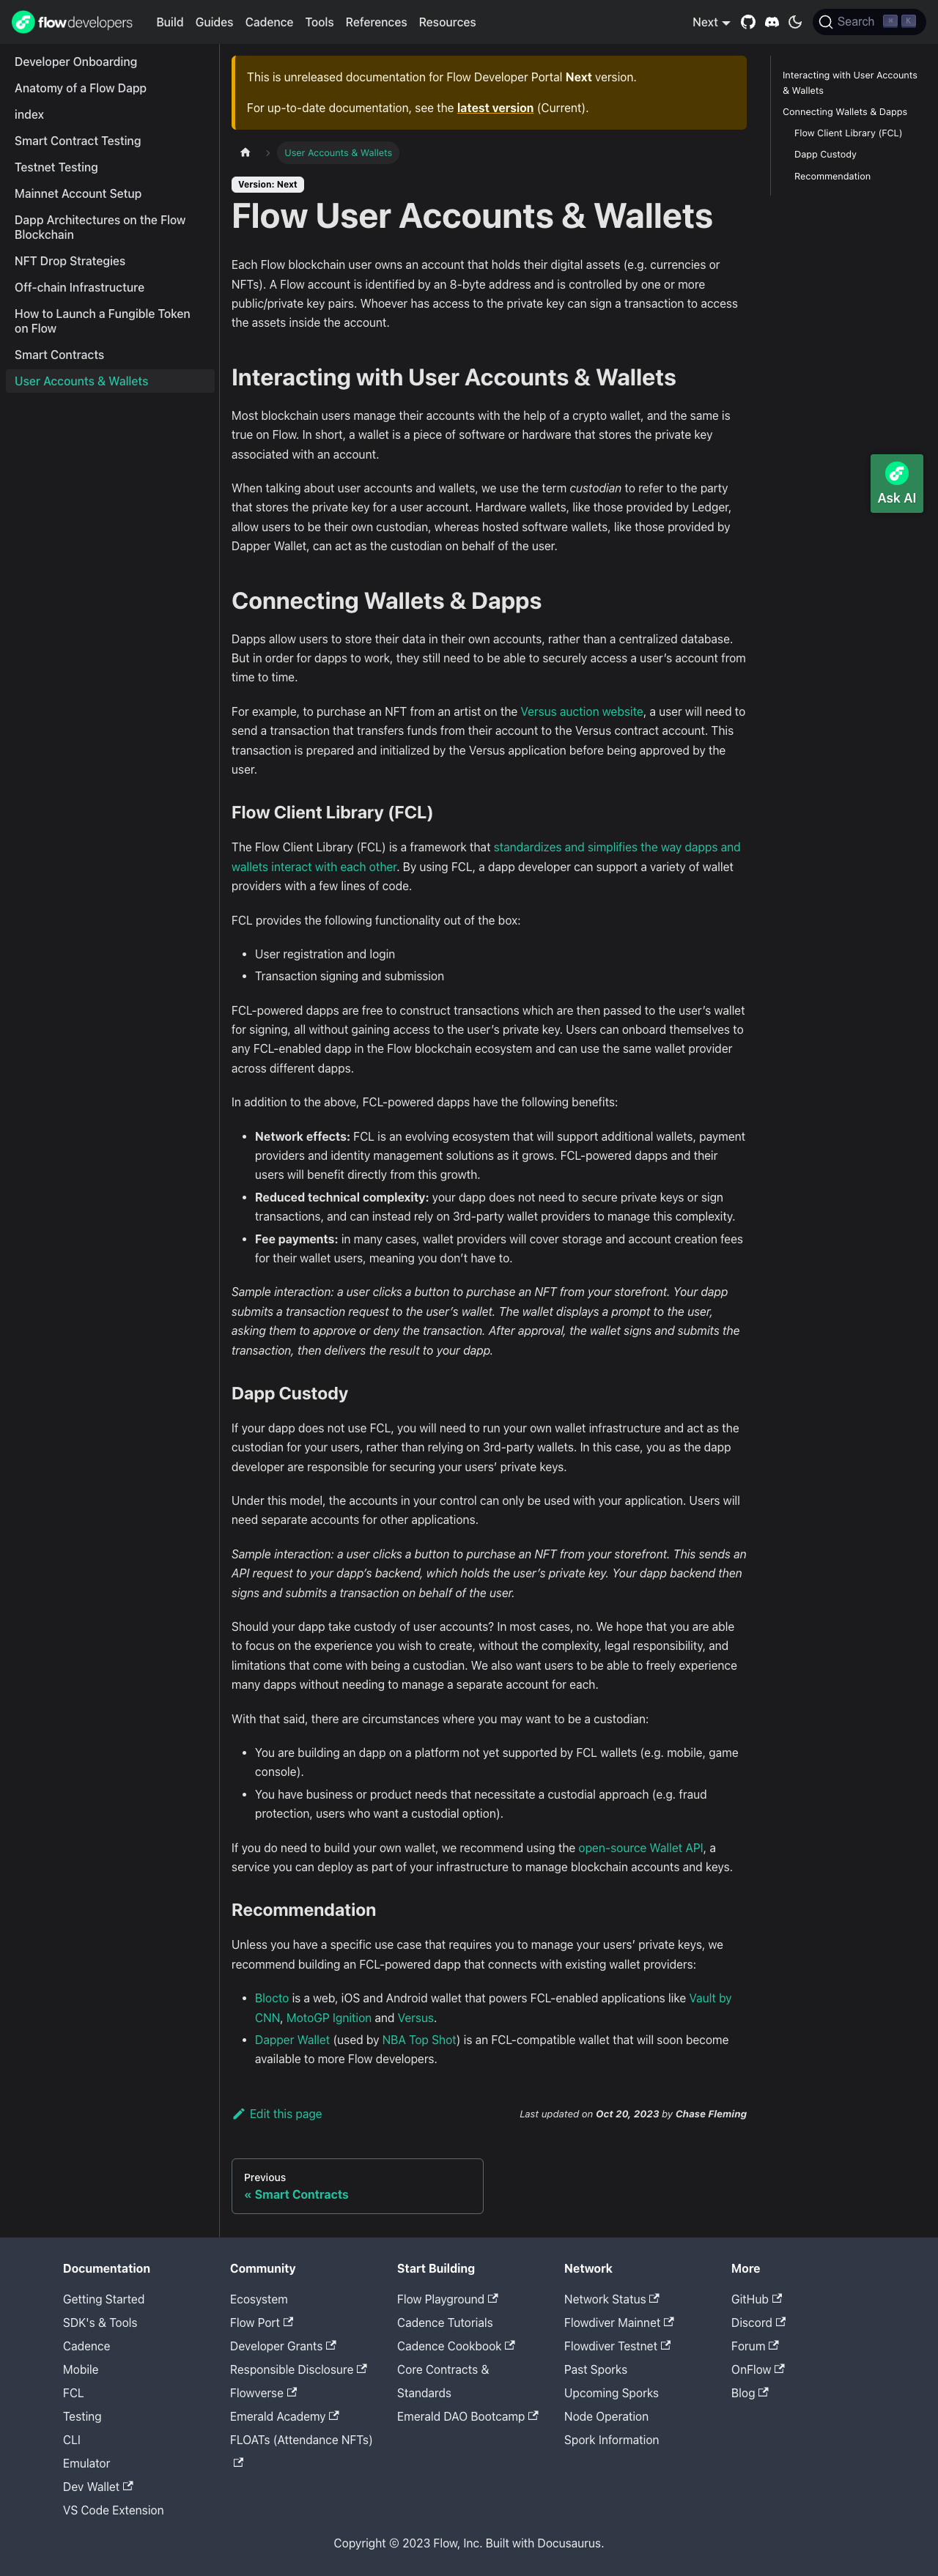 flowdevelopers Build Guides Cadence Tools References Resources Next Search ⌘ K
Developer Onboarding
Anatomy of a Flow Dapp
index
Smart Contract Testing
Testnet Testing
Mainnet Account Setup
Dapp Architectures on the Flow
Blockchain
NFT Drop Strategies
Off-chain Infrastructure
How to Launch a Fungible Token
on Flow
Smart Contracts
User Accounts & Wallets
This is unreleased documentation for Flow Developer Portal Next version.
For up-to-date documentation, see the latest version (Current).
User Accounts & Wallets
Version: Next
Flow User Accounts & Wallets
Each Flow blockchain user owns an account that holds their digital assets (e.g. currencies or
NFTs). A Flow account is identified by an 8-byte address and is controlled by one or more
public/private key pairs. Whoever has access to the private key can sign a transaction to access
the assets inside the account.
Interacting with User Accounts & Wallets
Most blockchain users manage their accounts with the help of a crypto wallet, and the same is
true on Flow. In short, a wallet is a piece of software or hardware that stores the private key
associated with an account.
When talking about user accounts and wallets, we use the term custodian to refer to the party
that stores the private key for a user account. Hardware wallets, like those provided by Ledger,
allow users to be their own custodian, whereas hosted software wallets, like those provided by
Dapper Wallet, can act as the custodian on behalf of the user.
Connecting Wallets & Dapps
Dapps allow users to store their data in their own accounts, rather than a centralized database.
But in order for dapps to work, they still need to be able to securely access a user’s account from
time to time.
For example, to purchase an NFT from an artist on the Versus auction website, a user will need to
send a transaction that transfers funds from their account to the Versus contract account. This
transaction is prepared and initialized by the Versus application before being approved by the
user.
Flow Client Library (FCL)
The Flow Client Library (FCL) is a framework that standardizes and simplifies the way dapps and
wallets interact with each other. By using FCL, a dapp developer can support a variety of wallet
providers with a few lines of code.
FCL provides the following functionality out of the box:
• User registration and login
• Transaction signing and submission
FCL-powered dapps are free to construct transactions which are then passed to the user’s wallet
for signing, all without gaining access to the user’s private key. Users can onboard themselves to
any FCL-enabled dapp in the Flow blockchain ecosystem and can use the same wallet provider
across different dapps.
In addition to the above, FCL-powered dapps have the following benefits:
• Network effects: FCL is an evolving ecosystem that will support additional wallets, payment
providers and identity management solutions as it grows. FCL-powered dapps and their
users will benefit directly from this growth.
• Reduced technical complexity: your dapp does not need to secure private keys or sign
transactions, and can instead rely on 3rd-party wallet providers to manage this complexity.
• Fee payments: in many cases, wallet providers will cover storage and account creation fees
for their wallet users, meaning you don’t have to.
Sample interaction: a user clicks a button to purchase an NFT from your storefront. Your dapp
submits a transaction request to the user’s wallet. The wallet displays a prompt to the user,
asking them to approve or deny the transaction. After approval, the wallet signs and submits the
transaction, then delivers the result to your dapp.
Dapp Custody
If your dapp does not use FCL, you will need to run your own wallet infrastructure and act as the
custodian for your users, rather than relying on 3rd-party wallets. In this case, you as the dapp
developer are responsible for securing your users’ private keys.
Under this model, the accounts in your control can only be used with your application. Users will
need separate accounts for other applications.
Sample interaction: a user clicks a button to purchase an NFT from your storefront. This sends an
API request to your dapp’s backend, which holds the user’s private key. Your dapp backend then
signs and submits a transaction on behalf of the user.
Should your dapp take custody of user accounts? In most cases, no. We hope that you are able
to focus on the experience you wish to create, without the complexity, legal responsibility, and
limitations that come with being a custodian. We also want users to be able to freely experience
many dapps without needing to manage a separate account for each.
With that said, there are circumstances where you may want to be a custodian:
• You are building an dapp on a platform not yet supported by FCL wallets (e.g. mobile, game
console).
• You have business or product needs that necessitate a custodial approach (e.g. fraud
protection, users who want a custodial option).
If you do need to build your own wallet, we recommend using the open-source Wallet API, a
service you can deploy as part of your infrastructure to manage blockchain accounts and keys.
Recommendation
Unless you have a specific use case that requires you to manage your users’ private keys, we
recommend building an FCL-powered dapp that connects with existing wallet providers:
• Blocto is a web, iOS and Android wallet that powers FCL-enabled applications like Vault by
CNN, MotoGP Ignition and Versus.
• Dapper Wallet (used by NBA Top Shot) is an FCL-compatible wallet that will soon become
available to more Flow developers.
Edit this page
Last updated on Oct 20, 2023 by Chase Fleming
Previous
« Smart Contracts
Interacting with User Accounts
& Wallets
Connecting Wallets & Dapps
Flow Client Library (FCL)
Dapp Custody
Recommendation
Ask AI
Documentation
Getting Started
SDK's & Tools
Cadence
Mobile
FCL
Testing
CLI
Emulator
Dev Wallet
VS Code Extension
Community
Ecosystem
Flow Port
Developer Grants
Responsible Disclosure
Flowverse
Emerald Academy
FLOATs (Attendance NFTs)
Start Building
Flow Playground
Cadence Tutorials
Cadence Cookbook
Core Contracts &
Standards
Emerald DAO Bootcamp
Network
Network Status
Flowdiver Mainnet
Flowdiver Testnet
Past Sporks
Upcoming Sporks
Node Operation
Spork Information
More
GitHub
Discord
Forum
OnFlow
Blog
Copyright © 2023 Flow, Inc. Built with Docusaurus.